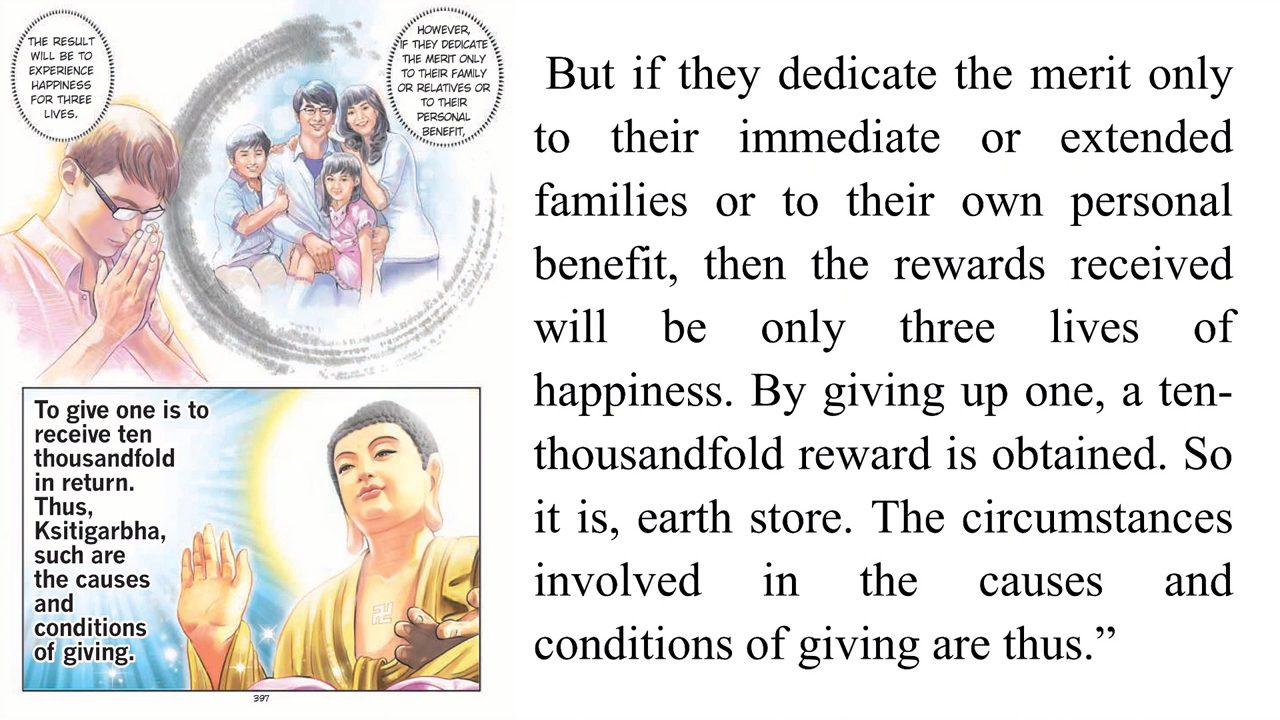 HOWEVER,
IF THEY DEDICATE
THE MERIT ONLY
TO THEIR FAMILY
OR RELATIVES OR
TO THEIR
PERSONAL
BENEFIT,
THE RESULT
WILL BE TO
EXPERIENCE
HAPPINESS
FOR THREE
LIVES.
To give one is to
receive ten
thousandfold
in return.
Thus,
Ksitigarbha,
such are
the causes
and
conditions
of giving.
卍
397
But if they dedicate the merit only
to their immediate or extended
families or to their own personal
benefit, then the rewards received
will be only three lives of
happiness. By giving up one, a ten-
thousandfold reward is obtained. So
it is, earth store. The circumstances
involved in the causes and
conditions of giving are thus.”